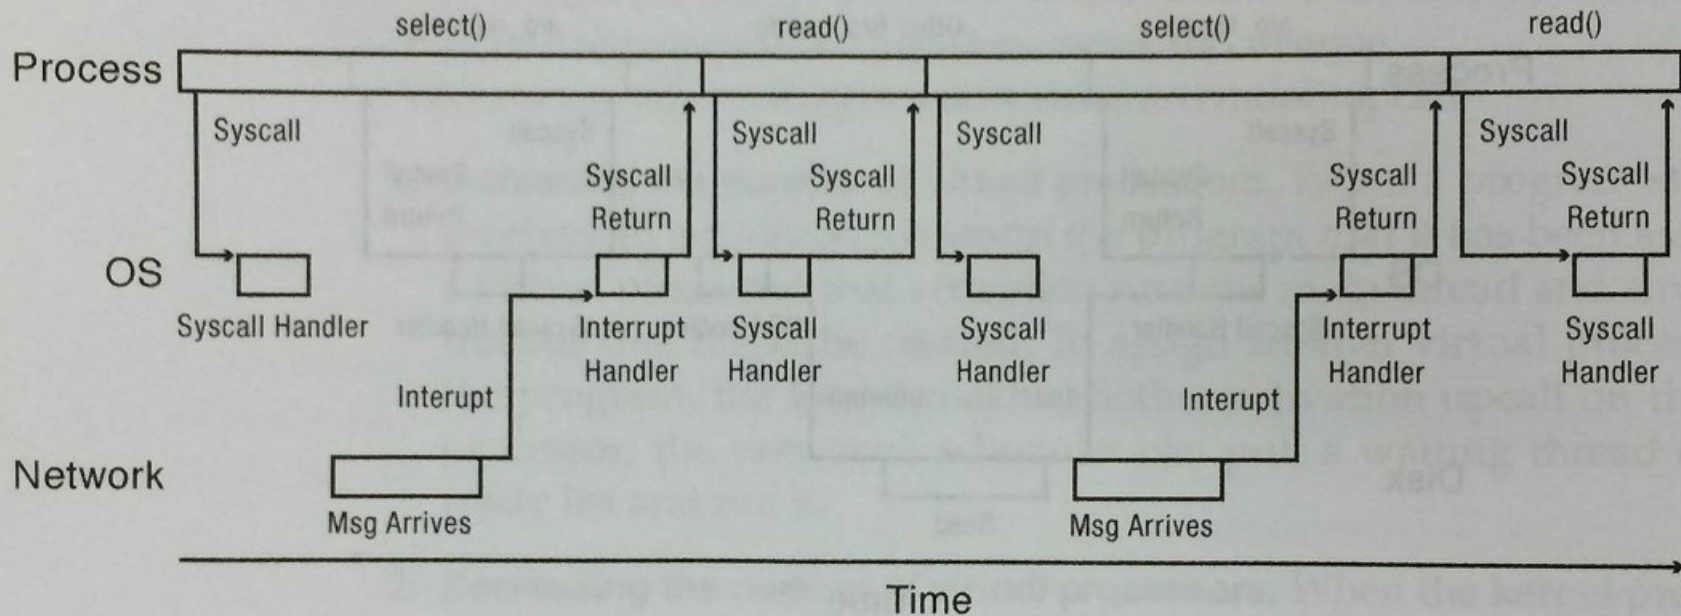 select() read() select() read()
Process
Syscall Syscall Syscall Syscall
Syscall Syscall Syscall Syscall
Return Return Return Return
OS
Syscall Handler Interrupt Syscall Syscall Interrupt Syscall
Handler Handler Handler Handler Handler
Interupt Interupt
Network
Msg Arrives Msg Arrives
Time